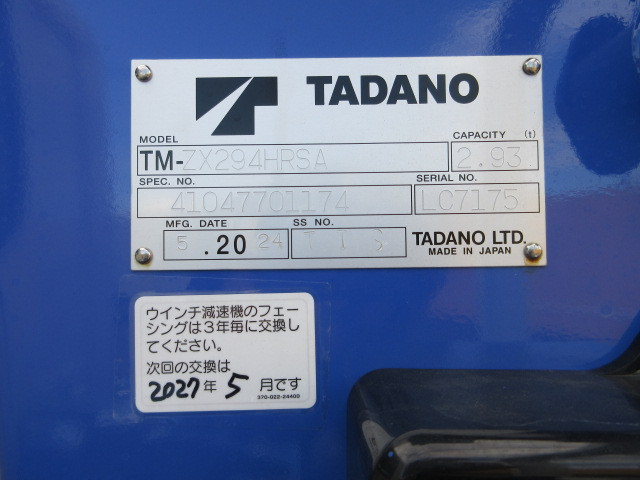 TADANO
MODEL
CAPACITY (t)
TM-ZX294HRSA
2.93
SPEC. NO.
SERIAL NO.
41047701174
LC7175
MFG. DATE
SS NO.
5 .20 24
TADANO LTD.
MADE IN JAPAN
ウインチ減速機のフェー
シングは3年毎に交換し
てください。
次回の交換は
2027年 5 月です
370-022-24400